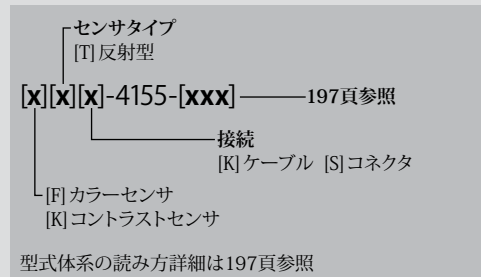 センサタイプ
[T] 反射型
[x][x][x]-4155-[xxx] 197頁参照
接続
[K] ケーブル [S] コネクタ
[F] カラーセンサ
[K] コントラストセンサ
型式体系の読み方詳細は197頁参照